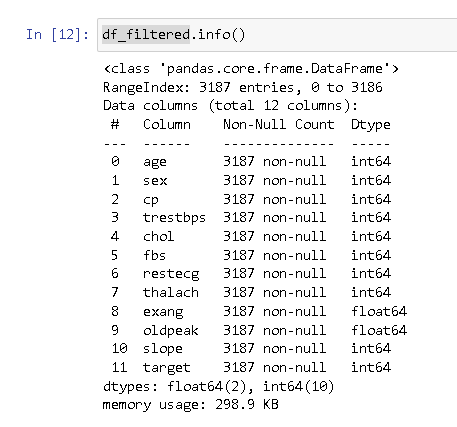 In [12]: df_filtered.info()
<class 'pandas.core.frame.DataFrame'>
RangeIndex: 3187 entries, 0 to 3186
Data columns (total 12 columns):
 #   Column    Non-Null Count  Dtype
---  ------    --------------  -----
 0   age       3187 non-null   int64
 1   sex       3187 non-null   int64
 2   cp        3187 non-null   int64
 3   trestbps  3187 non-null   int64
 4   chol      3187 non-null   int64
 5   fbs       3187 non-null   int64
 6   restecg   3187 non-null   int64
 7   thalach   3187 non-null   int64
 8   exang     3187 non-null   float64
 9   oldpeak   3187 non-null   float64
 10  slope     3187 non-null   int64
 11  target    3187 non-null   int64
dtypes: float64(2), int64(10)
memory usage: 298.9 KB